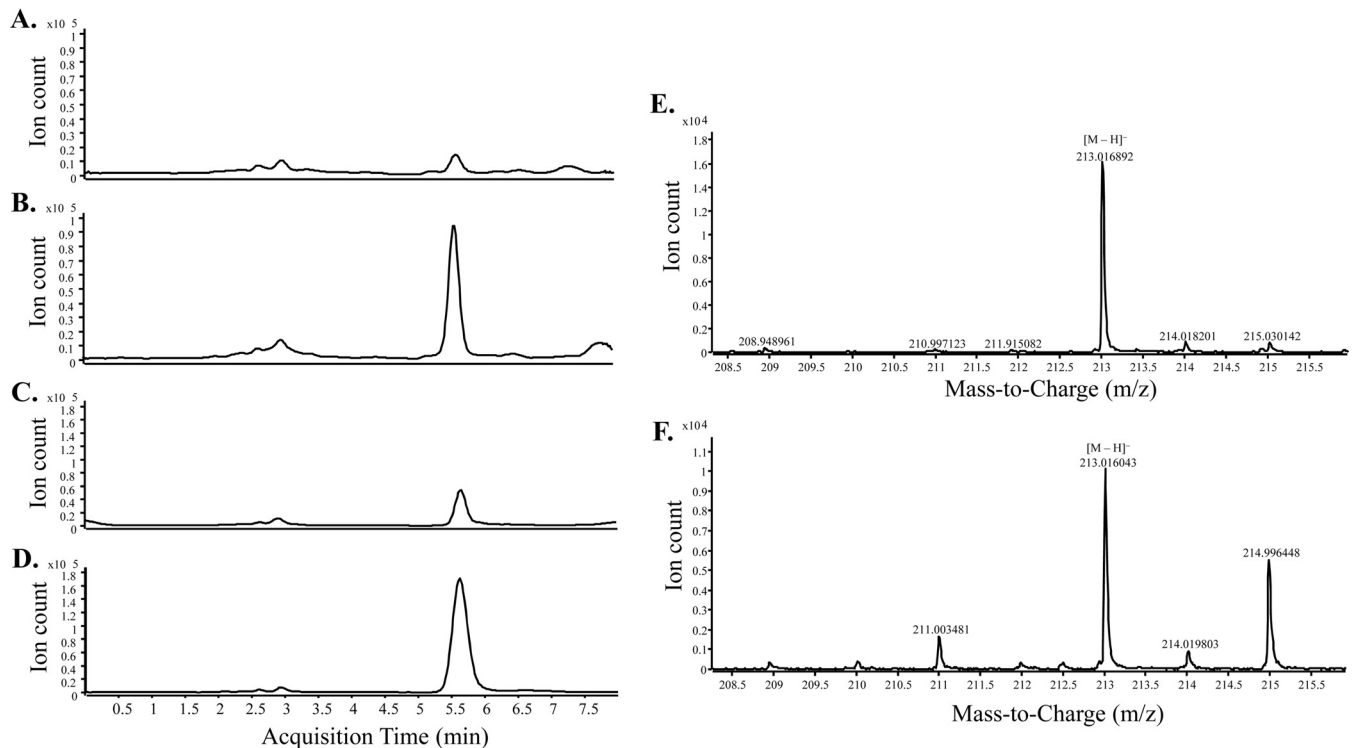 A.
x10 5
1
0.9
0.8
0.7
0.6
0.5
0.4
0.3
0.2
0.1
0
Ion count
B.
x10 5
1
0.9
0.8
0.7
0.6
0.5
0.4
0.3
0.2
0.1
0
Ion count
C.
x10 5
1.8
1.6
1.4
1.2
1
0.8
0.6
0.4
0.2
0
Ion count
D.
x10 5
1.8
1.6
1.4
1.2
1
0.8
0.6
0.4
0.2
0
Ion count
0.5 1 1.5 2 2.5 3 3.5 4 4.5 5 5.5 6 6.5 7 7.5
Acquisition Time (min)
E.
x10⁴
1.8
1.6
1.4
1.2
1
0.8
0.6
0.4
0.2
0
Ion count
[M – H]⁻
213.016892
208.948961 210.997123 211.915082 214.018201 215.030142
208.5 209 209.5 210 210.5 211 211.5 212 212.5 213 213.5 214 214.5 215 215.5
Mass-to-Charge (m/z)
F.
x10⁴
1.1
1
0.9
0.8
0.7
0.6
0.5
0.4
0.3
0.2
0.1
0
Ion count
[M – H]⁻
213.016043
214.996448
211.003481
214.019803
208.5 209 209.5 210 210.5 211 211.5 212 212.5 213 213.5 214 214.5 215 215.5
Mass-to-Charge (m/z)